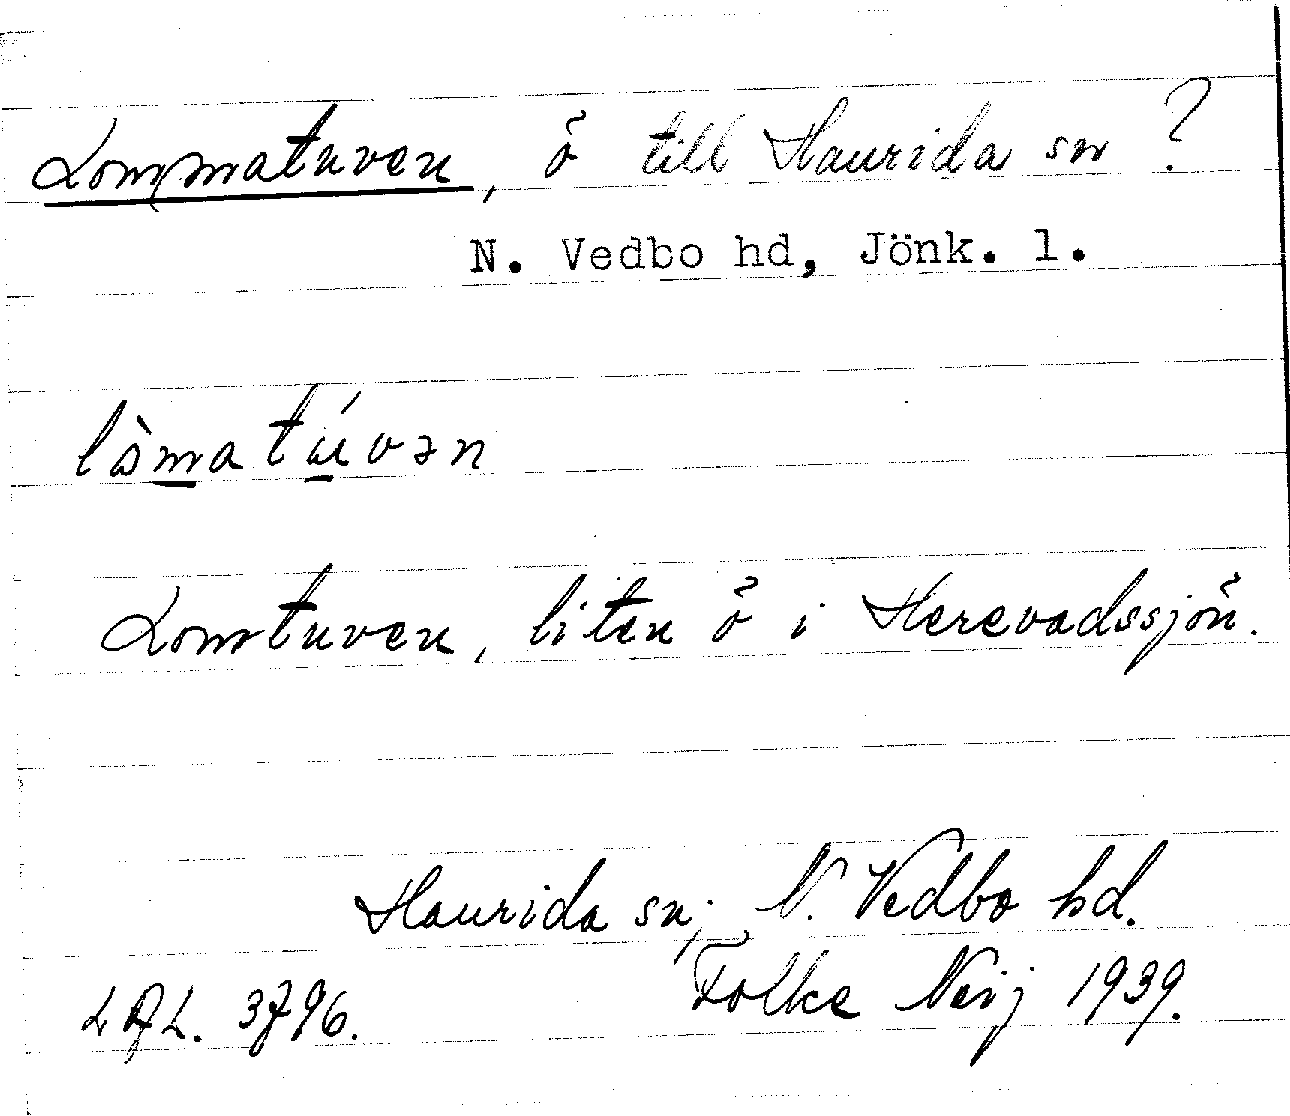 Lommatuven, ö till Haurida sn ?
N. Vedbo hd, Jönk. l.
lòmatúvən
Lomtuven, liten ö i Herevadssjön.
Haurida sn; N. Vedbo hd.
Folke Neij 1939.
LAL. 3796.